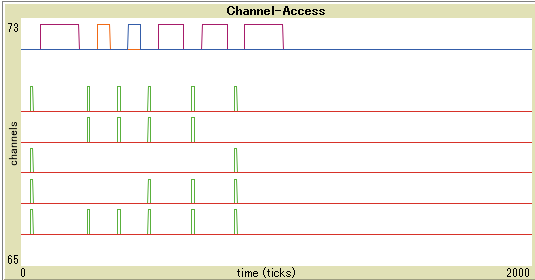 Channel-Access
73
channels
65
0
time (ticks)
2000